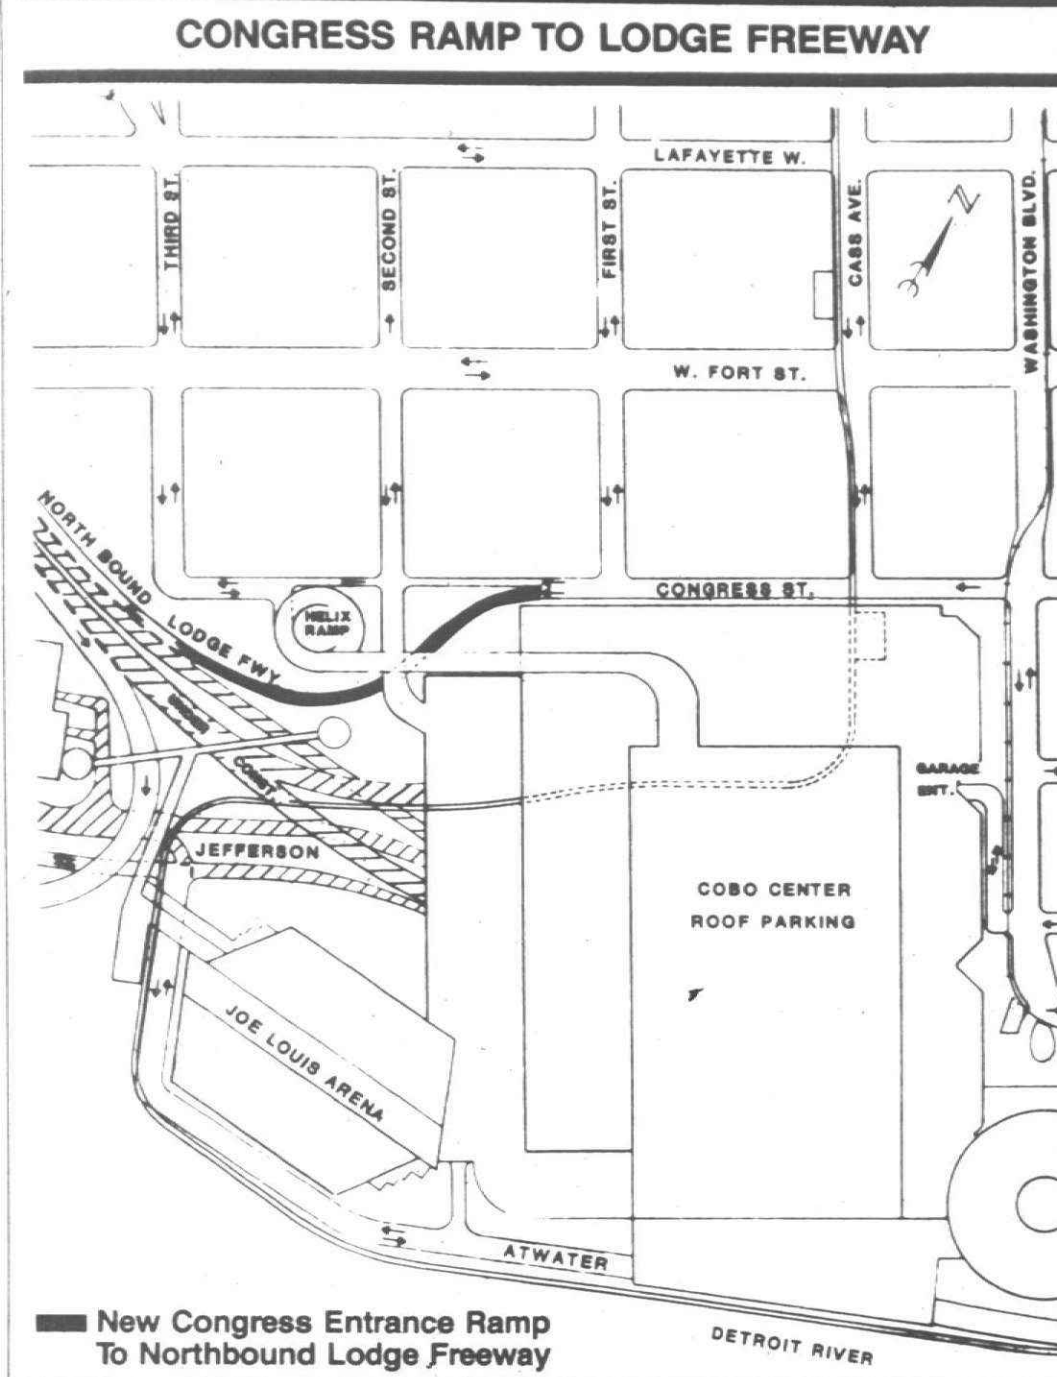 CONGRESS RAMP TO LODGE FREEWAY
LAFAYETTE W.
THIRD ST.
SECOND ST.
FIRST ST.
CASS AVE.
WASHINGTON BLVD.
N
W. FORT ST.
NORTH BOUND
LODGE FWY
HELIX
RAMP
CONGRESS ST.
UNDER
CONST.
GARAGE
ENT.
JEFFERSON
COBO CENTER
ROOF PARKING
JOE LOUIS ARENA
ATWATER
DETROIT RIVER
New Congress Entrance Ramp
To Northbound Lodge Freeway